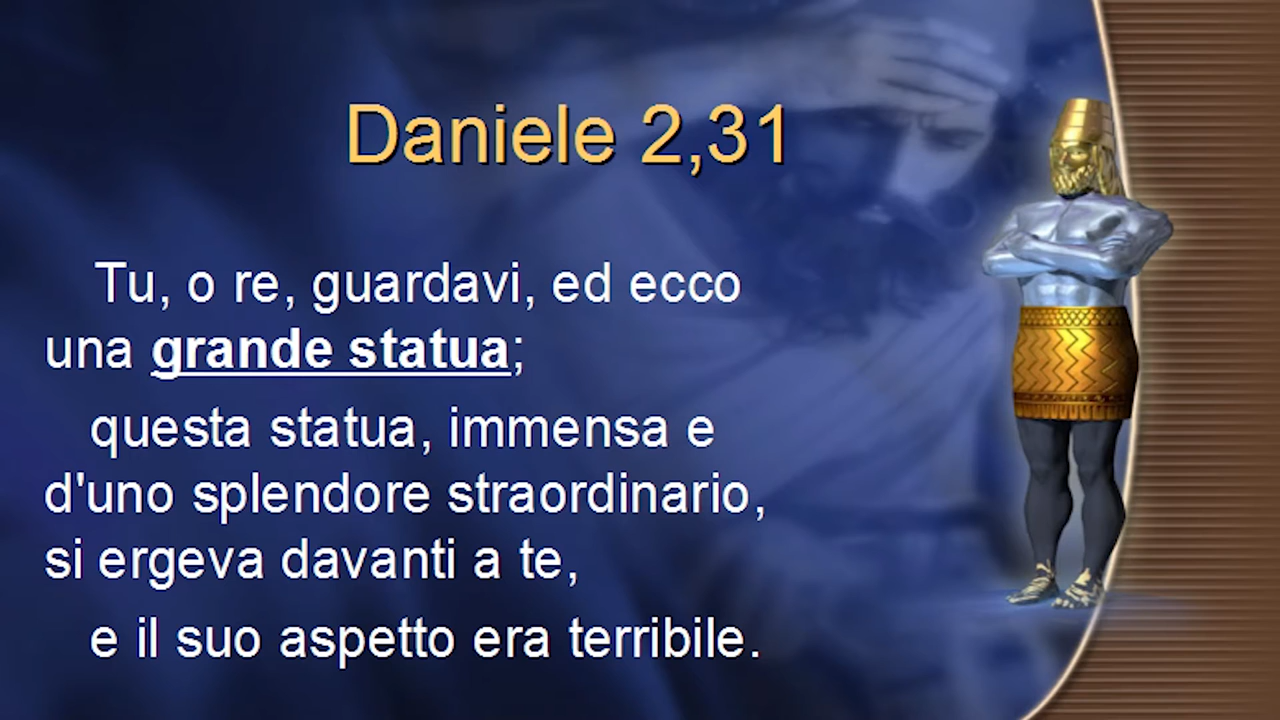 Daniele 2,31
Tu, o re, guardavi, ed ecco
una grande statua;
questa statua, immensa e
d'uno splendore straordinario,
si ergeva davanti a te,
e il suo aspetto era terribile.